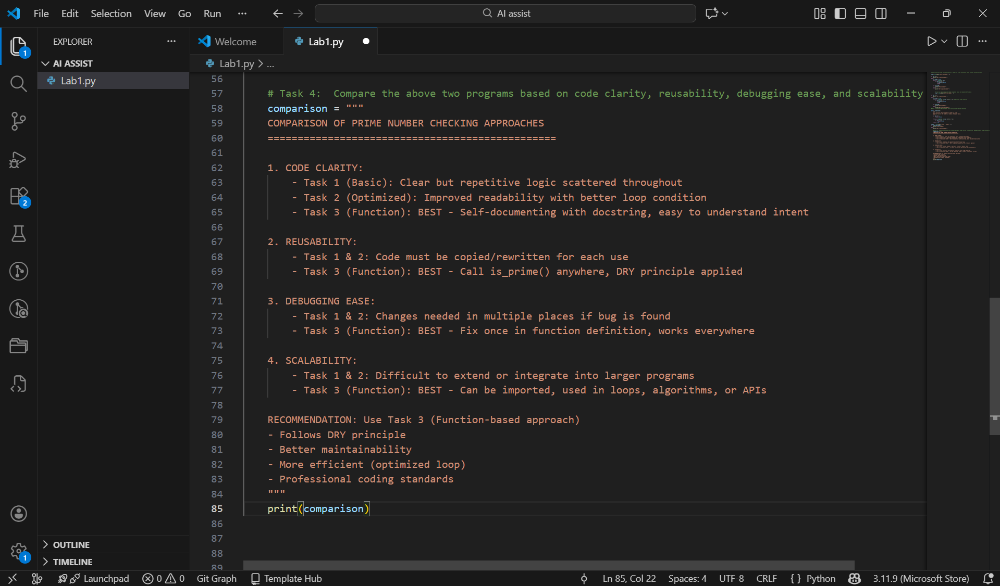 File Edit Selection View Go Run ...
AI assist
EXPLORER ...
AI ASSIST
Lab1.py
Welcome
Lab1.py
Lab1.py > ...
56
57 # Task 4:  Compare the above two programs based on code clarity, reusability, debugging ease, and scalability
58 comparison = """
59 COMPARISON OF PRIME NUMBER CHECKING APPROACHES
60 ================================================
61
62 1. CODE CLARITY:
63     - Task 1 (Basic): Clear but repetitive logic scattered throughout
64     - Task 2 (Optimized): Improved readability with better loop condition
65     - Task 3 (Function): BEST - Self-documenting with docstring, easy to understand intent
66
67 2. REUSABILITY:
68     - Task 1 & 2: Code must be copied/rewritten for each use
69     - Task 3 (Function): BEST - Call is_prime() anywhere, DRY principle applied
70
71 3. DEBUGGING EASE:
72     - Task 1 & 2: Changes needed in multiple places if bug is found
73     - Task 3 (Function): BEST - Fix once in function definition, works everywhere
74
75 4. SCALABILITY:
76     - Task 1 & 2: Difficult to extend or integrate into larger programs
77     - Task 3 (Function): BEST - Can be imported, used in loops, algorithms, or APIs
78
79 RECOMMENDATION: Use Task 3 (Function-based approach)
80 - Follows DRY principle
81 - Better maintainability
82 - More efficient (optimized loop)
83 - Professional coding standards
84 """
85 print(comparison)
86
87
88
89
1
2
1
OUTLINE
TIMELINE
Launchpad 0 0 Git Graph Template Hub Ln 85, Col 22 Spaces: 4 UTF-8 CRLF { } Python 3.11.9 (Microsoft Store)